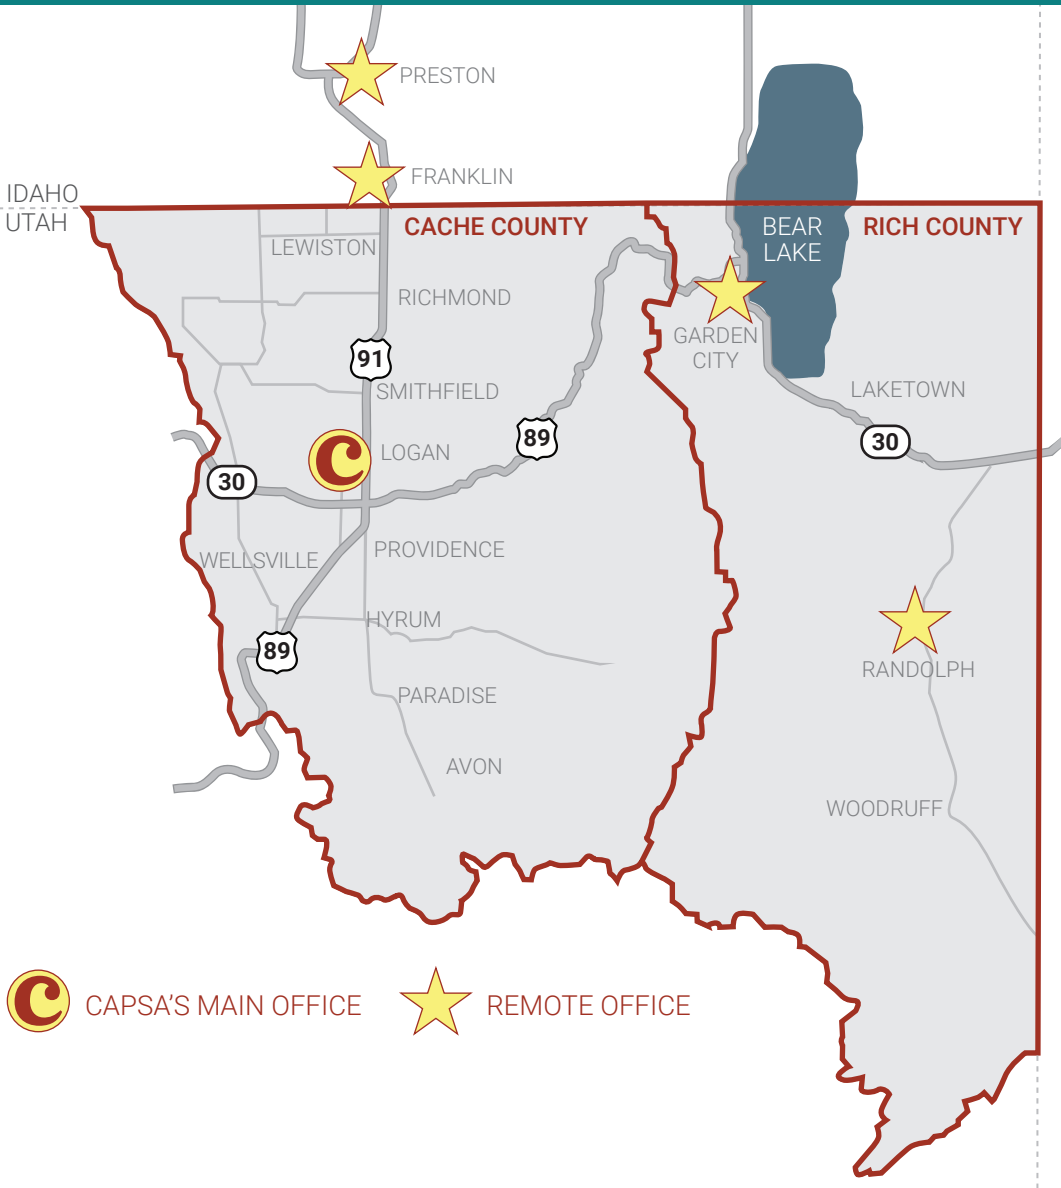 PRESTON
FRANKLIN
IDAHO
UTAH
CACHE COUNTY
BEAR
LAKE
RICH COUNTY
LEWISTON
RICHMOND
GARDEN
CITY
91
SMITHFIELD
LAKETOWN
89
30
C
LOGAN
30
WELLSVILLE
PROVIDENCE
HYRUM
89
RANDOLPH
PARADISE
AVON
WOODRUFF
C
CAPSA'S MAIN OFFICE
REMOTE OFFICE